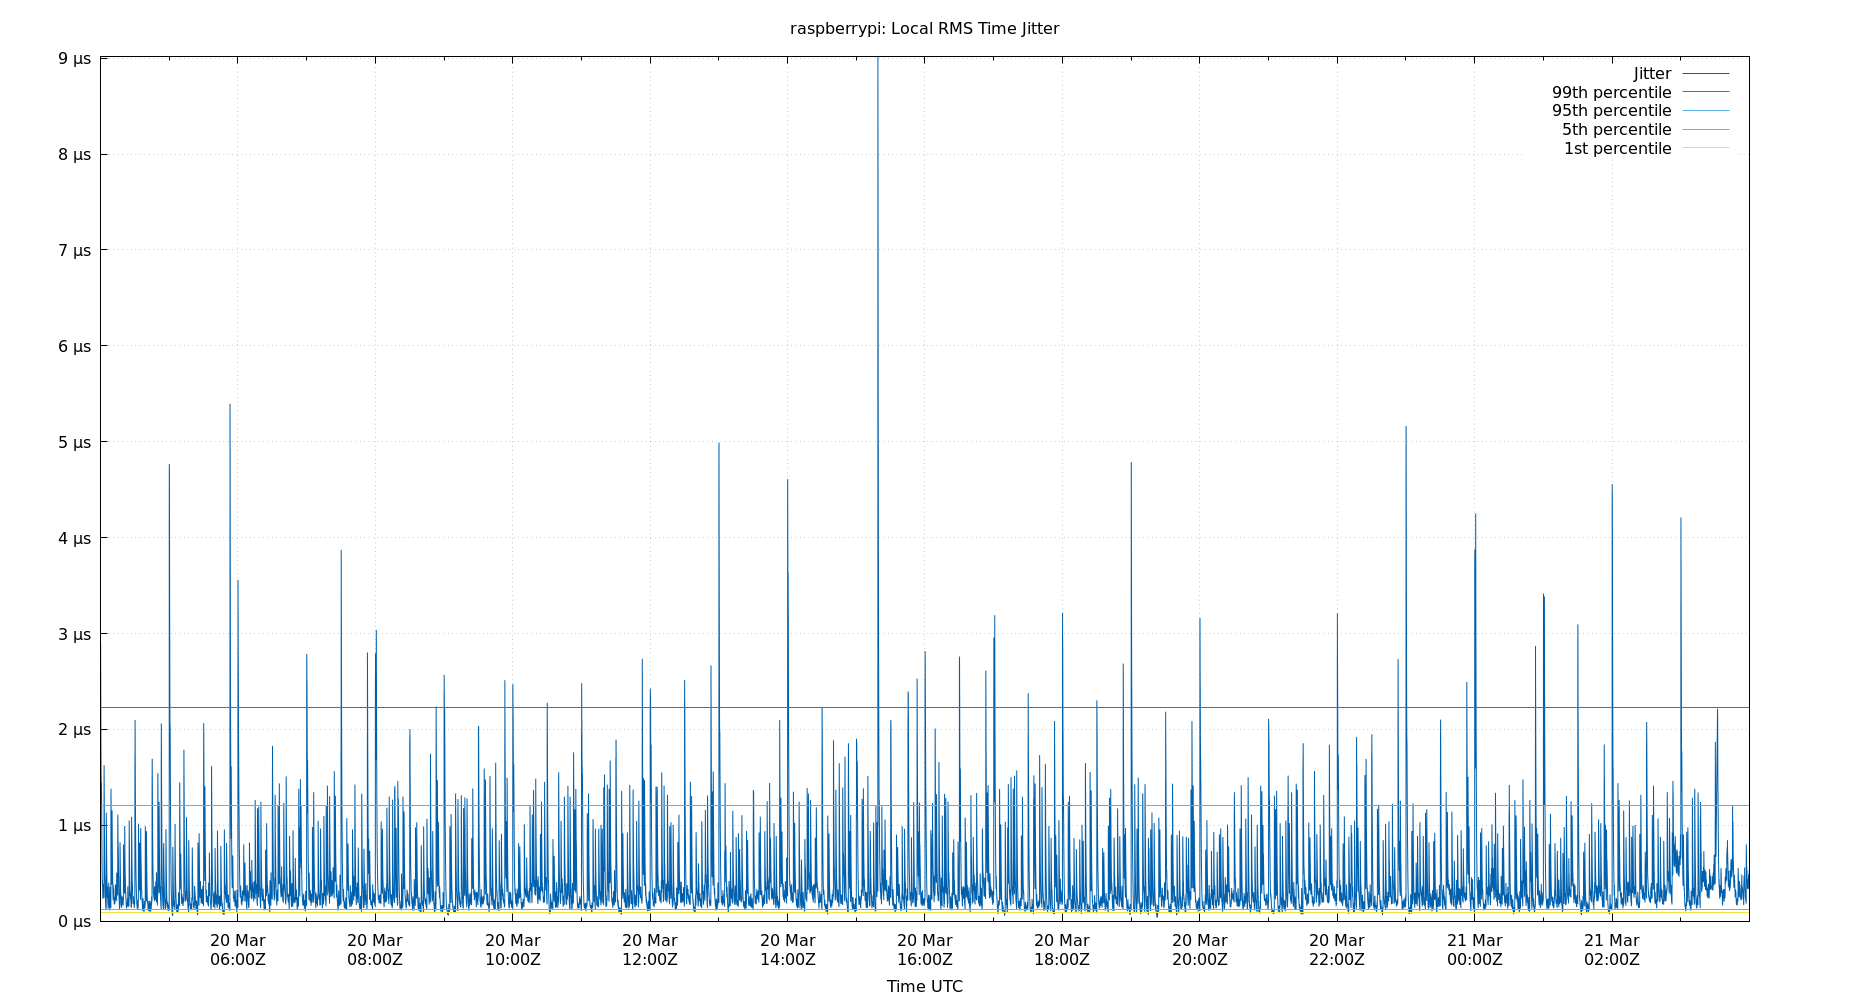 raspberrypi: Local RMS Time Jitter
9 µs
8 µs
7 µs
6 µs
5 µs
4 µs
3 µs
2 µs
1 µs
0 µs
Jitter
99th percentile
95th percentile
5th percentile
1st percentile
20 Mar 20 Mar 20 Mar 20 Mar 20 Mar 20 Mar 20 Mar 20 Mar 20 Mar 21 Mar 21 Mar
06:00Z 08:00Z 10:00Z 12:00Z 14:00Z 16:00Z 18:00Z 20:00Z 22:00Z 00:00Z 02:00Z
Time UTC